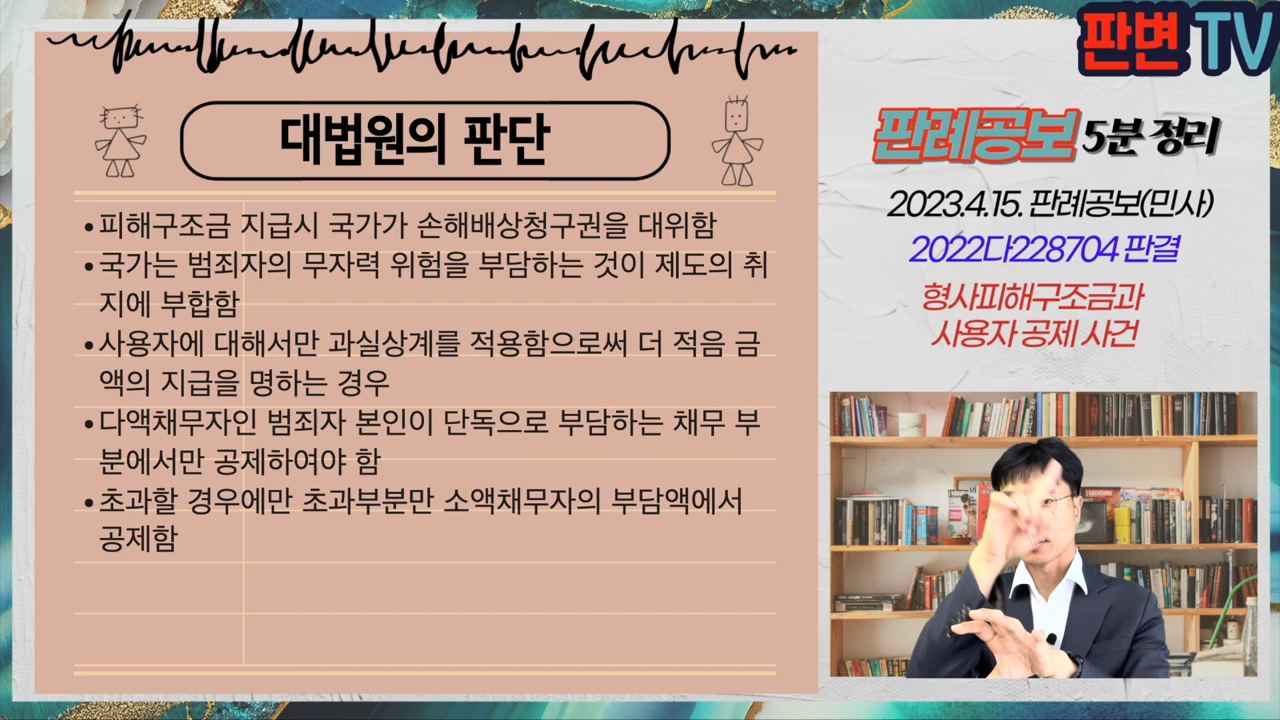 판변 TV
대법원의 판단
•피해구조금 지급시 국가가 손해배상청구권을 대위함
•국가는 범죄자의 무자력 위험을 부담하는 것이 제도의 취
지에 부합함
•사용자에 대해서만 과실상계를 적용함으로써 더 적음 금
액의 지급을 명하는 경우
•다액채무자인 범죄자 본인이 단독으로 부담하는 채무 부
분에서만 공제하여야 함
•초과할 경우에만 초과부분만 소액채무자의 부담액에서
공제함
판례공보 5분 정리
2023.4.15. 판례공보(민사)
2022다228704 판결
형사피해구조금과
사용자 공제 사건